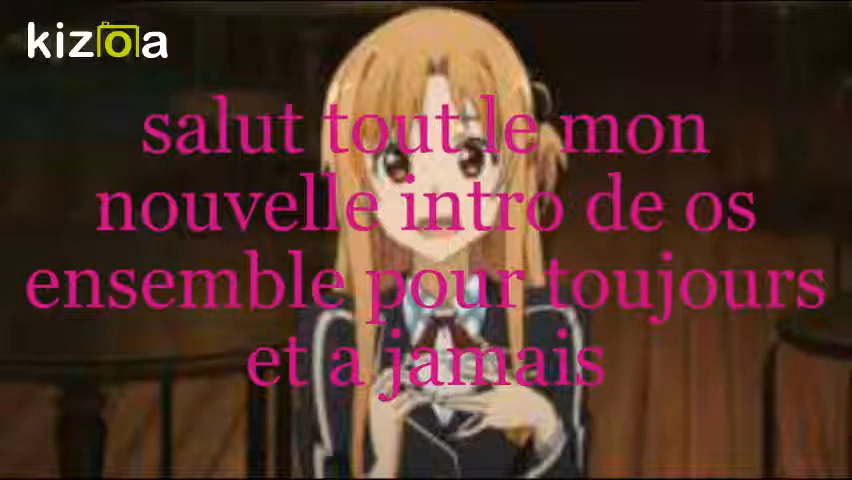 kizoa
salut tout le mon
nouvelle intro de os
ensemble pour toujours
et a jamais